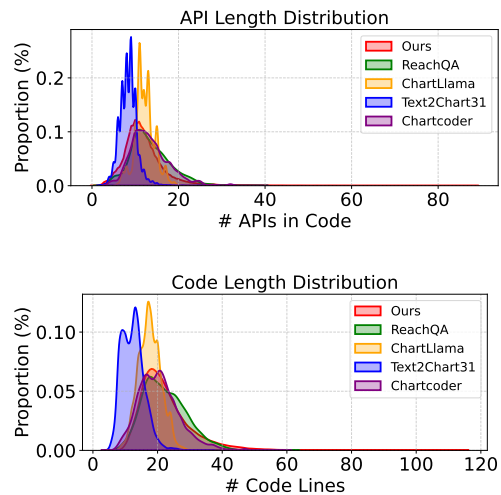 API Length Distribution
Proportion (%)
0.2
0.1
0.0
0 20 40 60 80
# APIs in Code
Ours
ReachQA
ChartLlama
Text2Chart31
Chartcoder
Code Length Distribution
Proportion (%)
0.10
0.05
0.00
0 20 40 60 80 100 120
# Code Lines
Ours
ReachQA
ChartLlama
Text2Chart31
Chartcoder